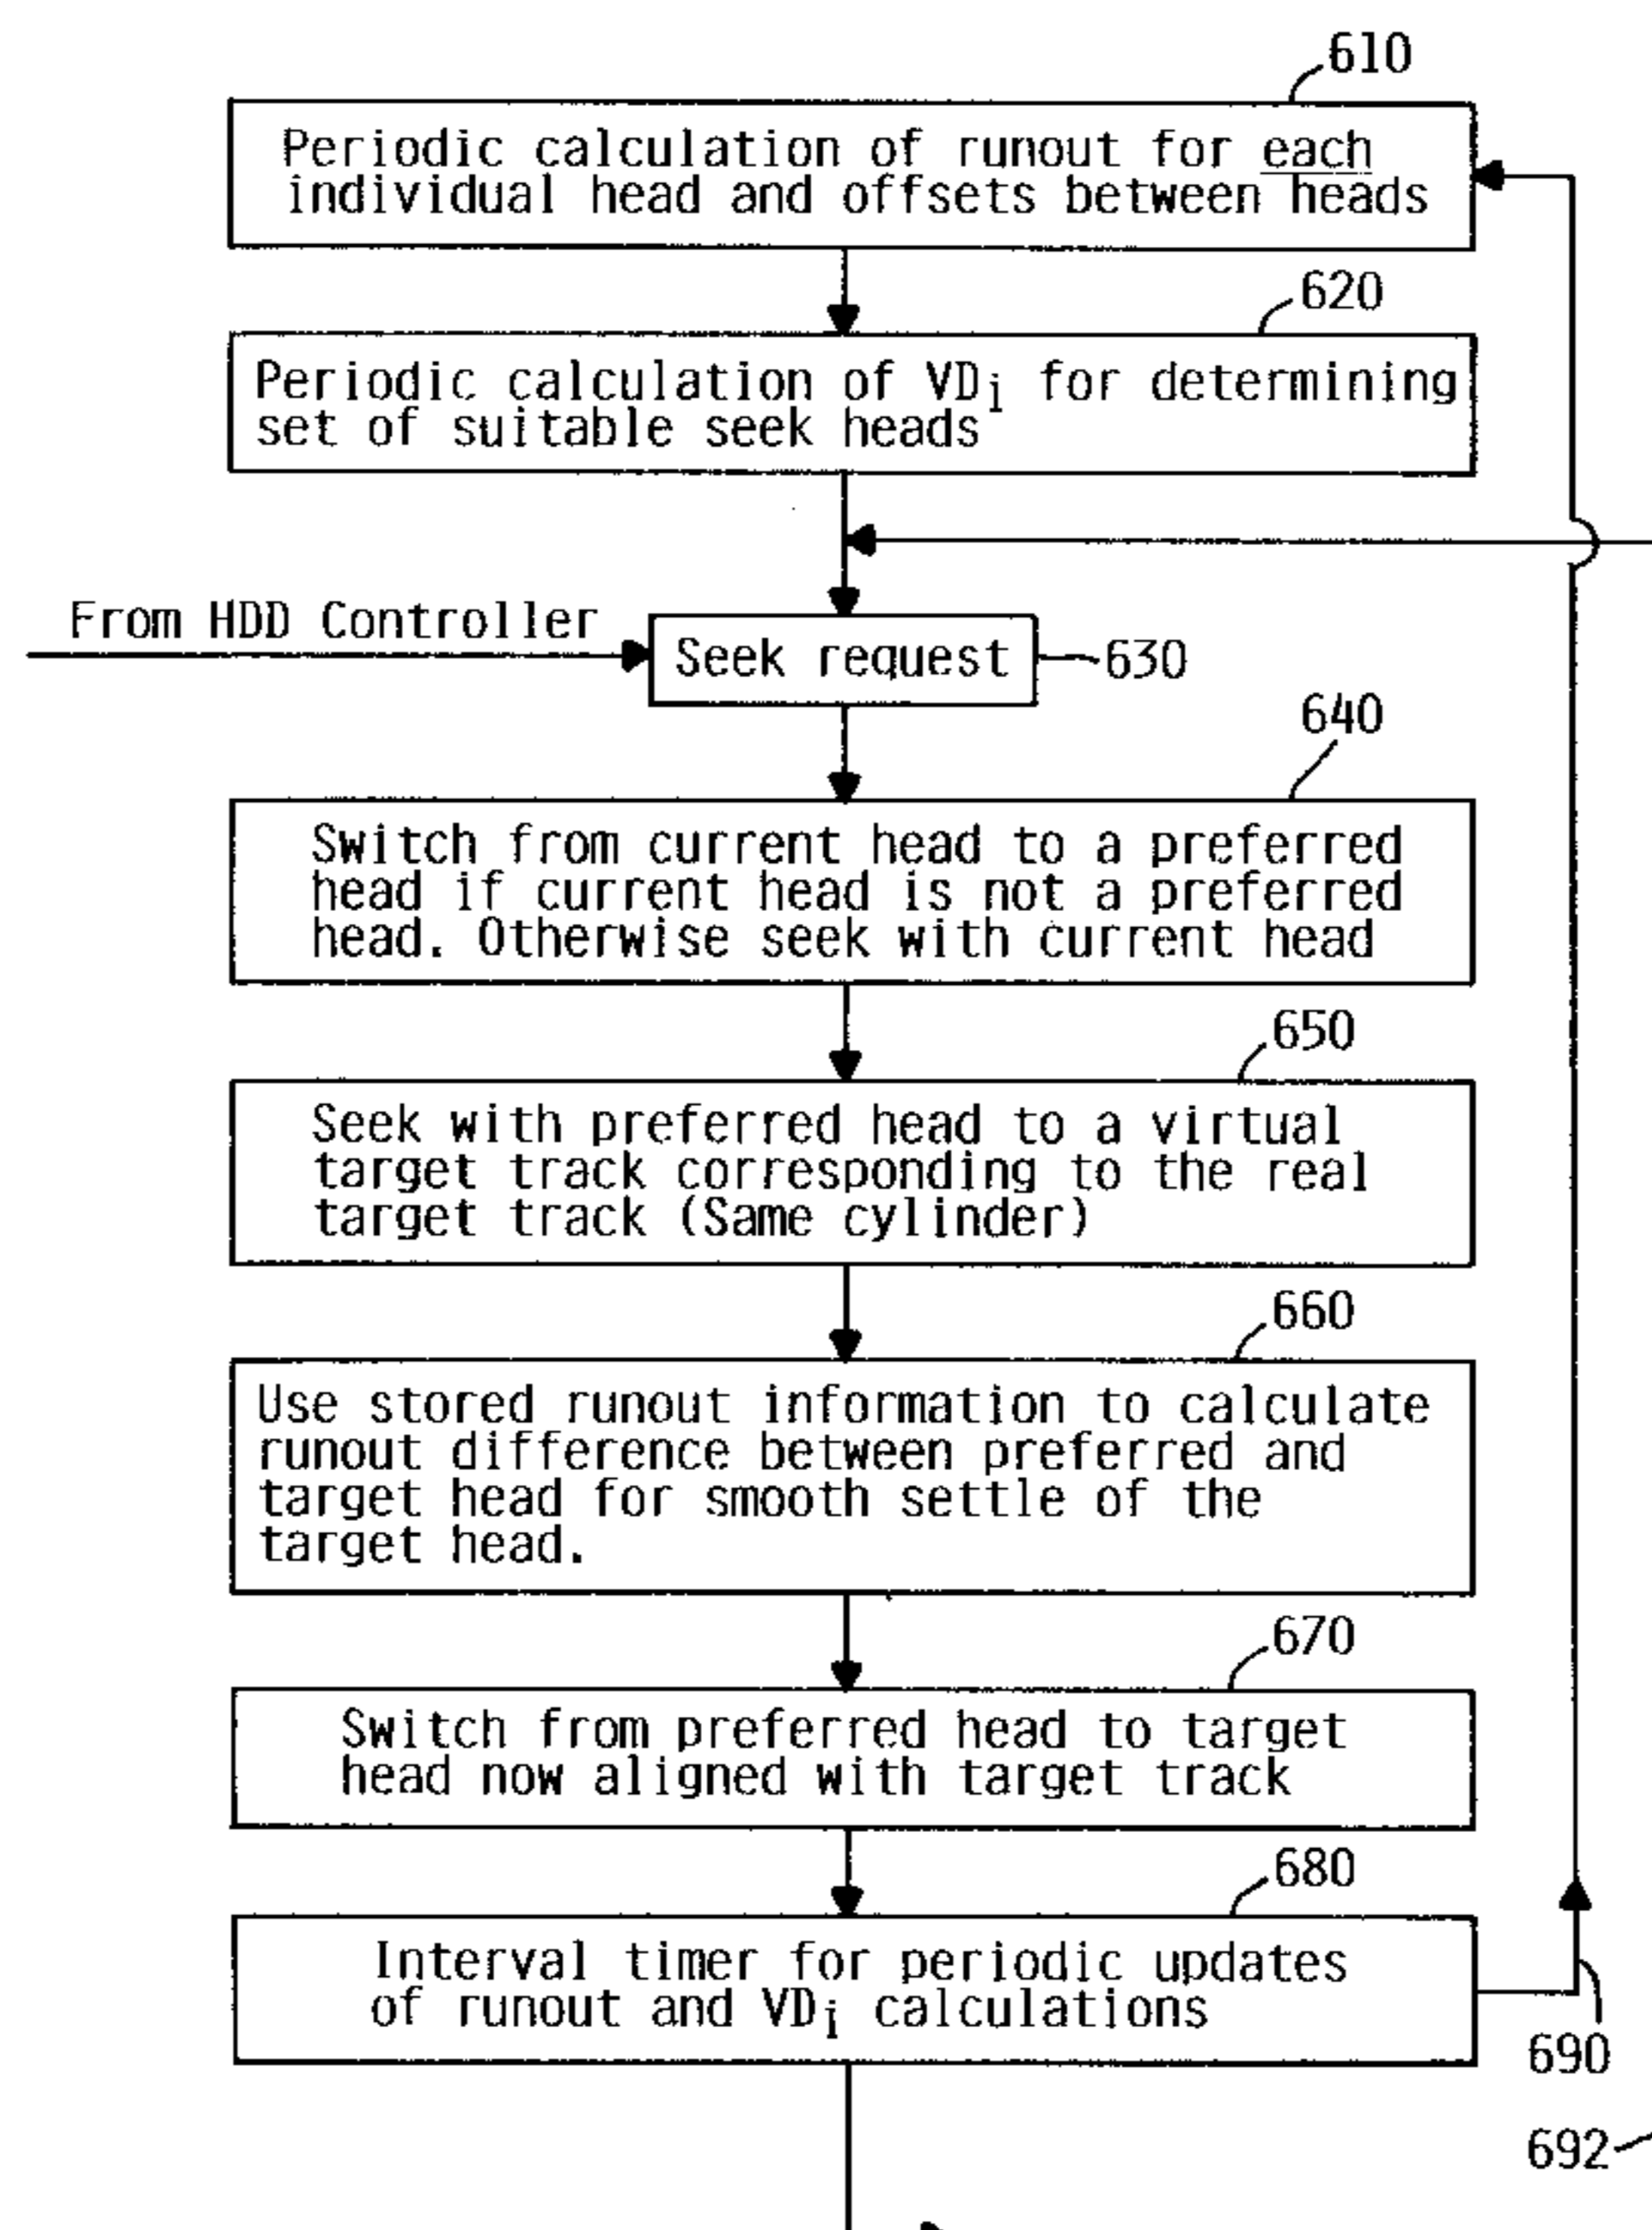 610
Periodic calculation of runout for each
individual head and offsets between heads
620
Periodic calculation of VDi for determining
set of suitable seek heads
From HDD Controller
Seek request
630
640
Switch from current head to a preferred
head if current head is not a preferred
head. Otherwise seek with current head
650
Seek with preferred head to a virtual
target track corresponding to the real
target track (Same cylinder)
660
Use stored runout information to calculate
runout difference between preferred and
target head for smooth settle of the
target head.
670
Switch from preferred head to target
head now aligned with target track
680
Interval timer for periodic updates
of runout and VDi calculations
690
692